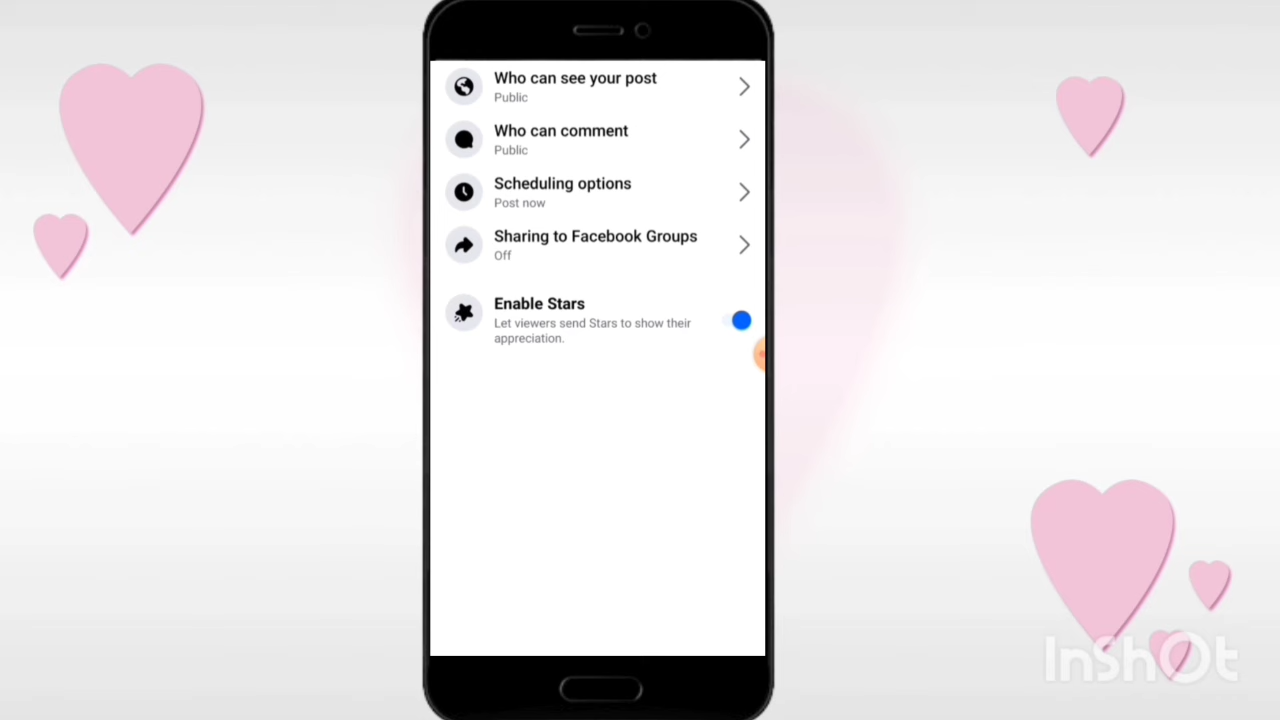 Who can see your post
Public
Who can comment
Public
Scheduling options
Post now
Sharing to Facebook Groups
Off
Enable Stars
Let viewers send Stars to show their
appreciation.
InShOt